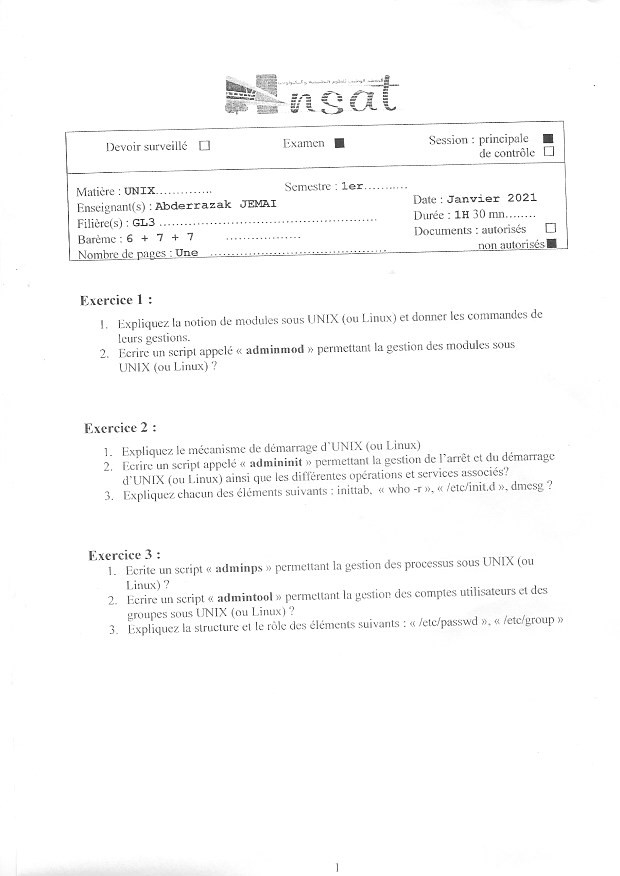 nsat
Devoir surveillé ☐ Examen ■ Session : principale ■
de contrôle ☐
Matière : UNIX.............. Semestre : 1er...........
Enseignant(s) : Abderrazak JEMAI Date : Janvier 2021
Filière(s) : GL3 ...................................................... Durée : 1H 30 mn........
Barème : 6 + 7 + 7 .................. Documents : autorisés ☐
Nombre de pages : Une .......................................... non autorisés ■
Exercice 1 :
1. Expliquez la notion de modules sous UNIX (ou Linux) et donner les commandes de
leurs gestions.
2. Ecrire un script appelé « adminmod » permettant la gestion des modules sous
UNIX (ou Linux) ?
Exercice 2 :
1. Expliquez le mécanisme de démarrage d'UNIX (ou Linux)
2. Ecrire un script appelé « admininit » permettant la gestion de l'arrêt et du démarrage
d'UNIX (ou Linux) ainsi que les différentes opérations et services associés?
3. Expliquez chacun des éléments suivants : inittab, « who -r », « /etc/init.d », dmesg ?
Exercice 3 :
1. Ecrite un script « adminps » permettant la gestion des processus sous UNIX (ou
Linux) ?
2. Ecrire un script « admintool » permettant la gestion des comptes utilisateurs et des
groupes sous UNIX (ou Linux) ?
3. Expliquez la structure et le rôle des éléments suivants : « /etc/passwd », « /etc/group »
1